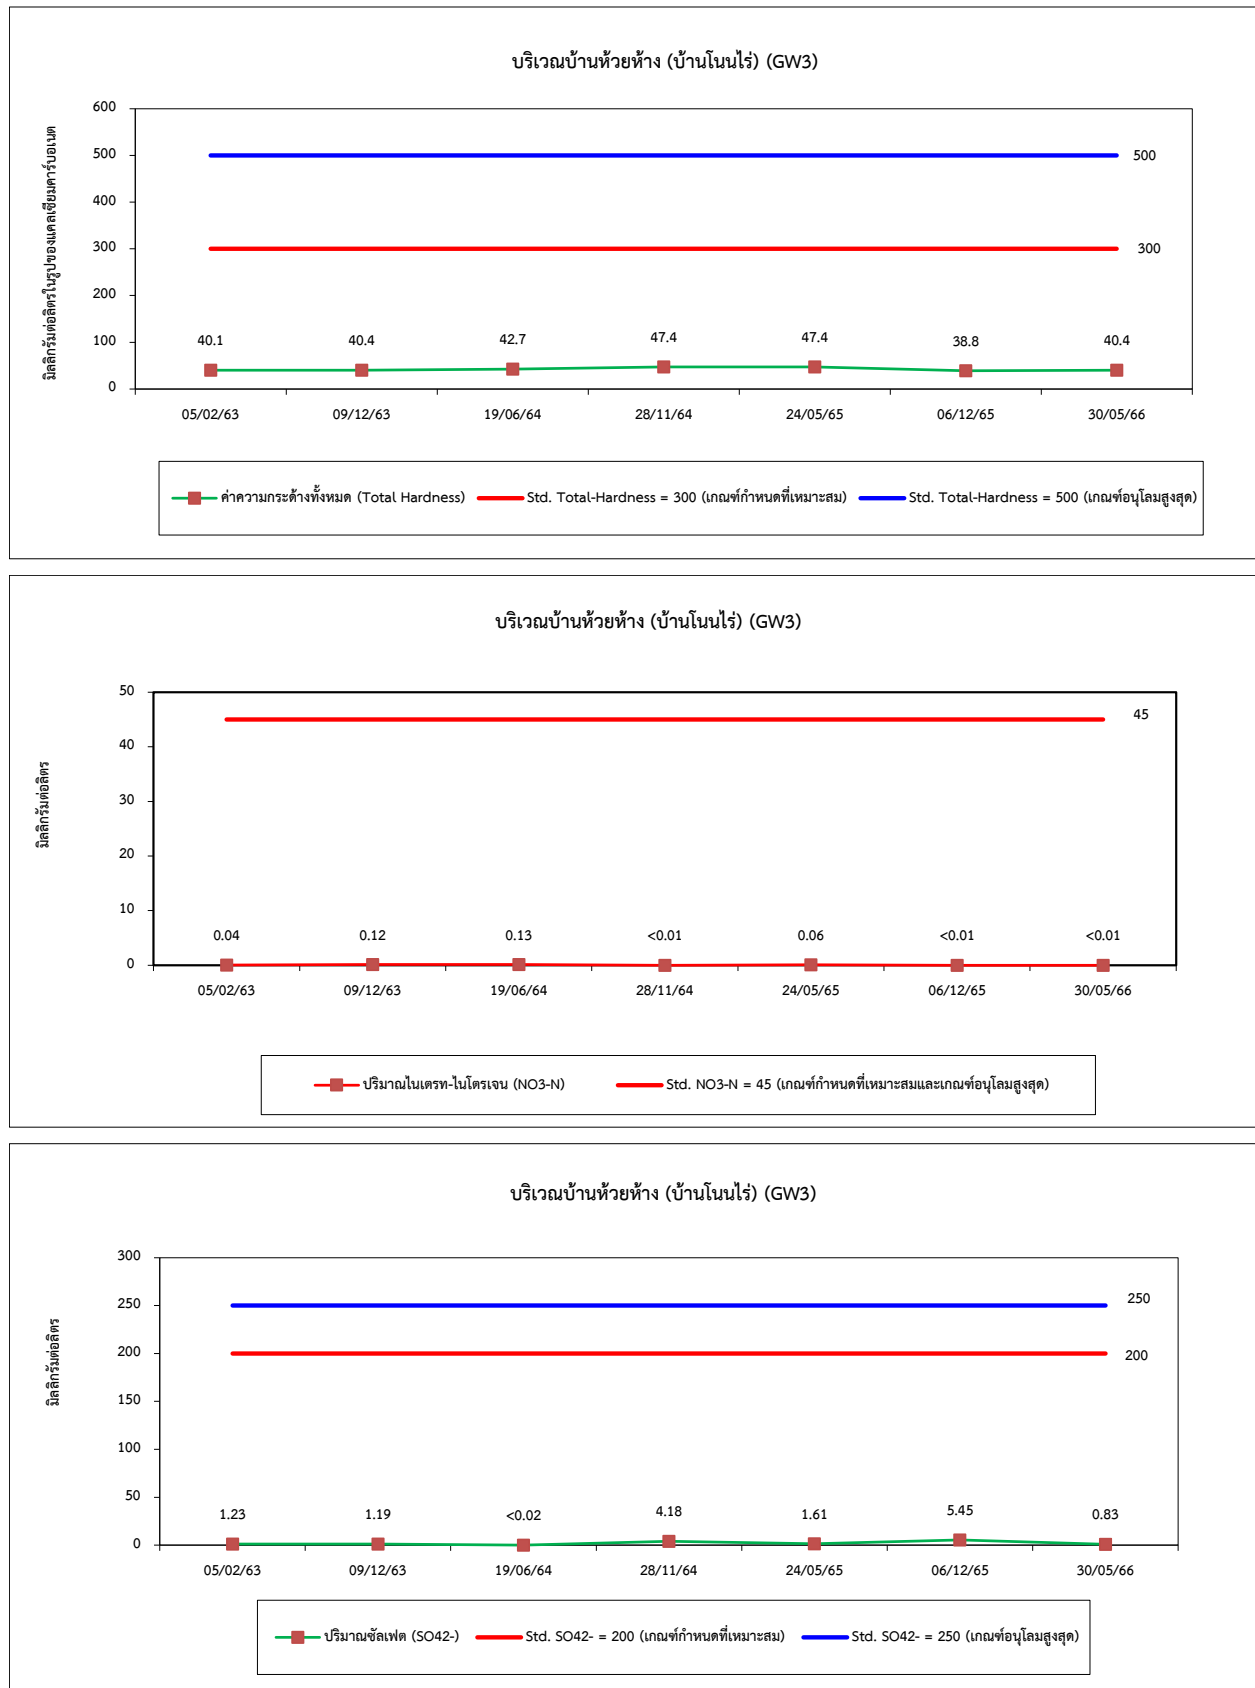 บริเวณบ้านห้วยห้าง (บ้านโนนไร่) (GW3)
มิลลิกรัมต่อลิตรในรูปของแคลเซียมคาร์บอเนต
600
500
400
300
200
100
0
500
300
40.1 40.4 42.7 47.4 47.4 38.8 40.4
05/02/63 09/12/63 19/06/64 28/11/64 24/05/65 06/12/65 30/05/66
ค่าความกระด้างทั้งหมด (Total Hardness) Std. Total-Hardness = 300 (เกณฑ์กำหนดที่เหมาะสม) Std. Total-Hardness = 500 (เกณฑ์อนุโลมสูงสุด)
บริเวณบ้านห้วยห้าง (บ้านโนนไร่) (GW3)
มิลลิกรัมต่อลิตร
50
40
30
20
10
0
45
0.04 0.12 0.13 <0.01 0.06 <0.01 <0.01
05/02/63 09/12/63 19/06/64 28/11/64 24/05/65 06/12/65 30/05/66
ปริมาณไนเตรท-ไนโตรเจน (NO3-N) Std. NO3-N = 45 (เกณฑ์กำหนดที่เหมาะสมและเกณฑ์อนุโลมสูงสุด)
บริเวณบ้านห้วยห้าง (บ้านโนนไร่) (GW3)
มิลลิกรัมต่อลิตร
300
250
200
150
100
50
0
250
200
1.23 1.19 <0.02 4.18 1.61 5.45 0.83
05/02/63 09/12/63 19/06/64 28/11/64 24/05/65 06/12/65 30/05/66
ปริมาณซัลเฟต (SO42-) Std. SO42- = 200 (เกณฑ์กำหนดที่เหมาะสม) Std. SO42- = 250 (เกณฑ์อนุโลมสูงสุด)